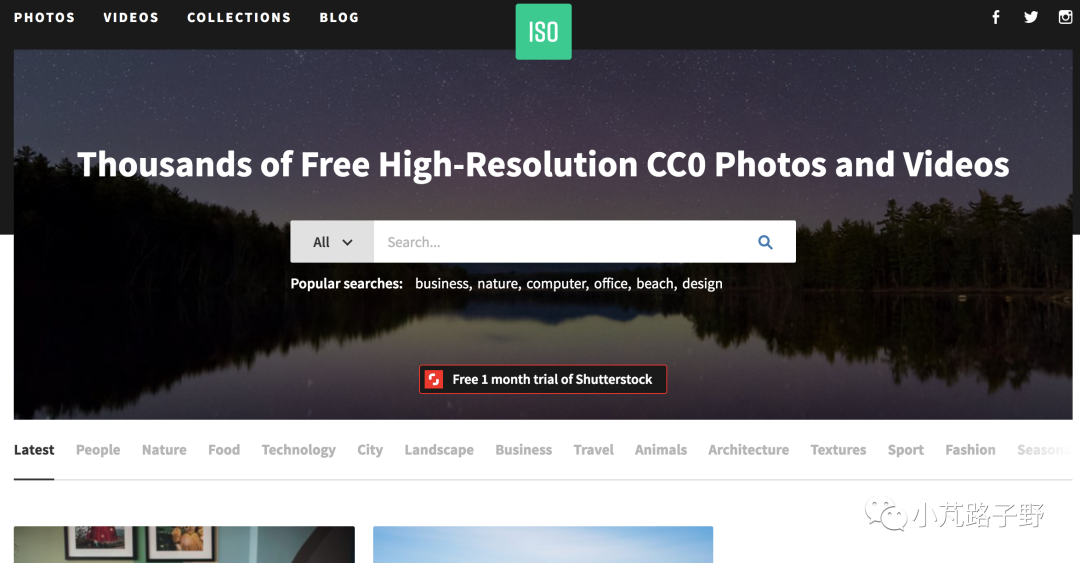 PHOTOS VIDEOS COLLECTIONS BLOG
ISO
Thousands of Free High-Resolution CC0 Photos and Videos
All Search...
Popular searches: business, nature, computer, office, beach, design
Free 1 month trial of Shutterstock
Latest People Nature Food Technology City Landscape Business Travel Animals Architecture Textures Sport Fashion Season
小芃路子野